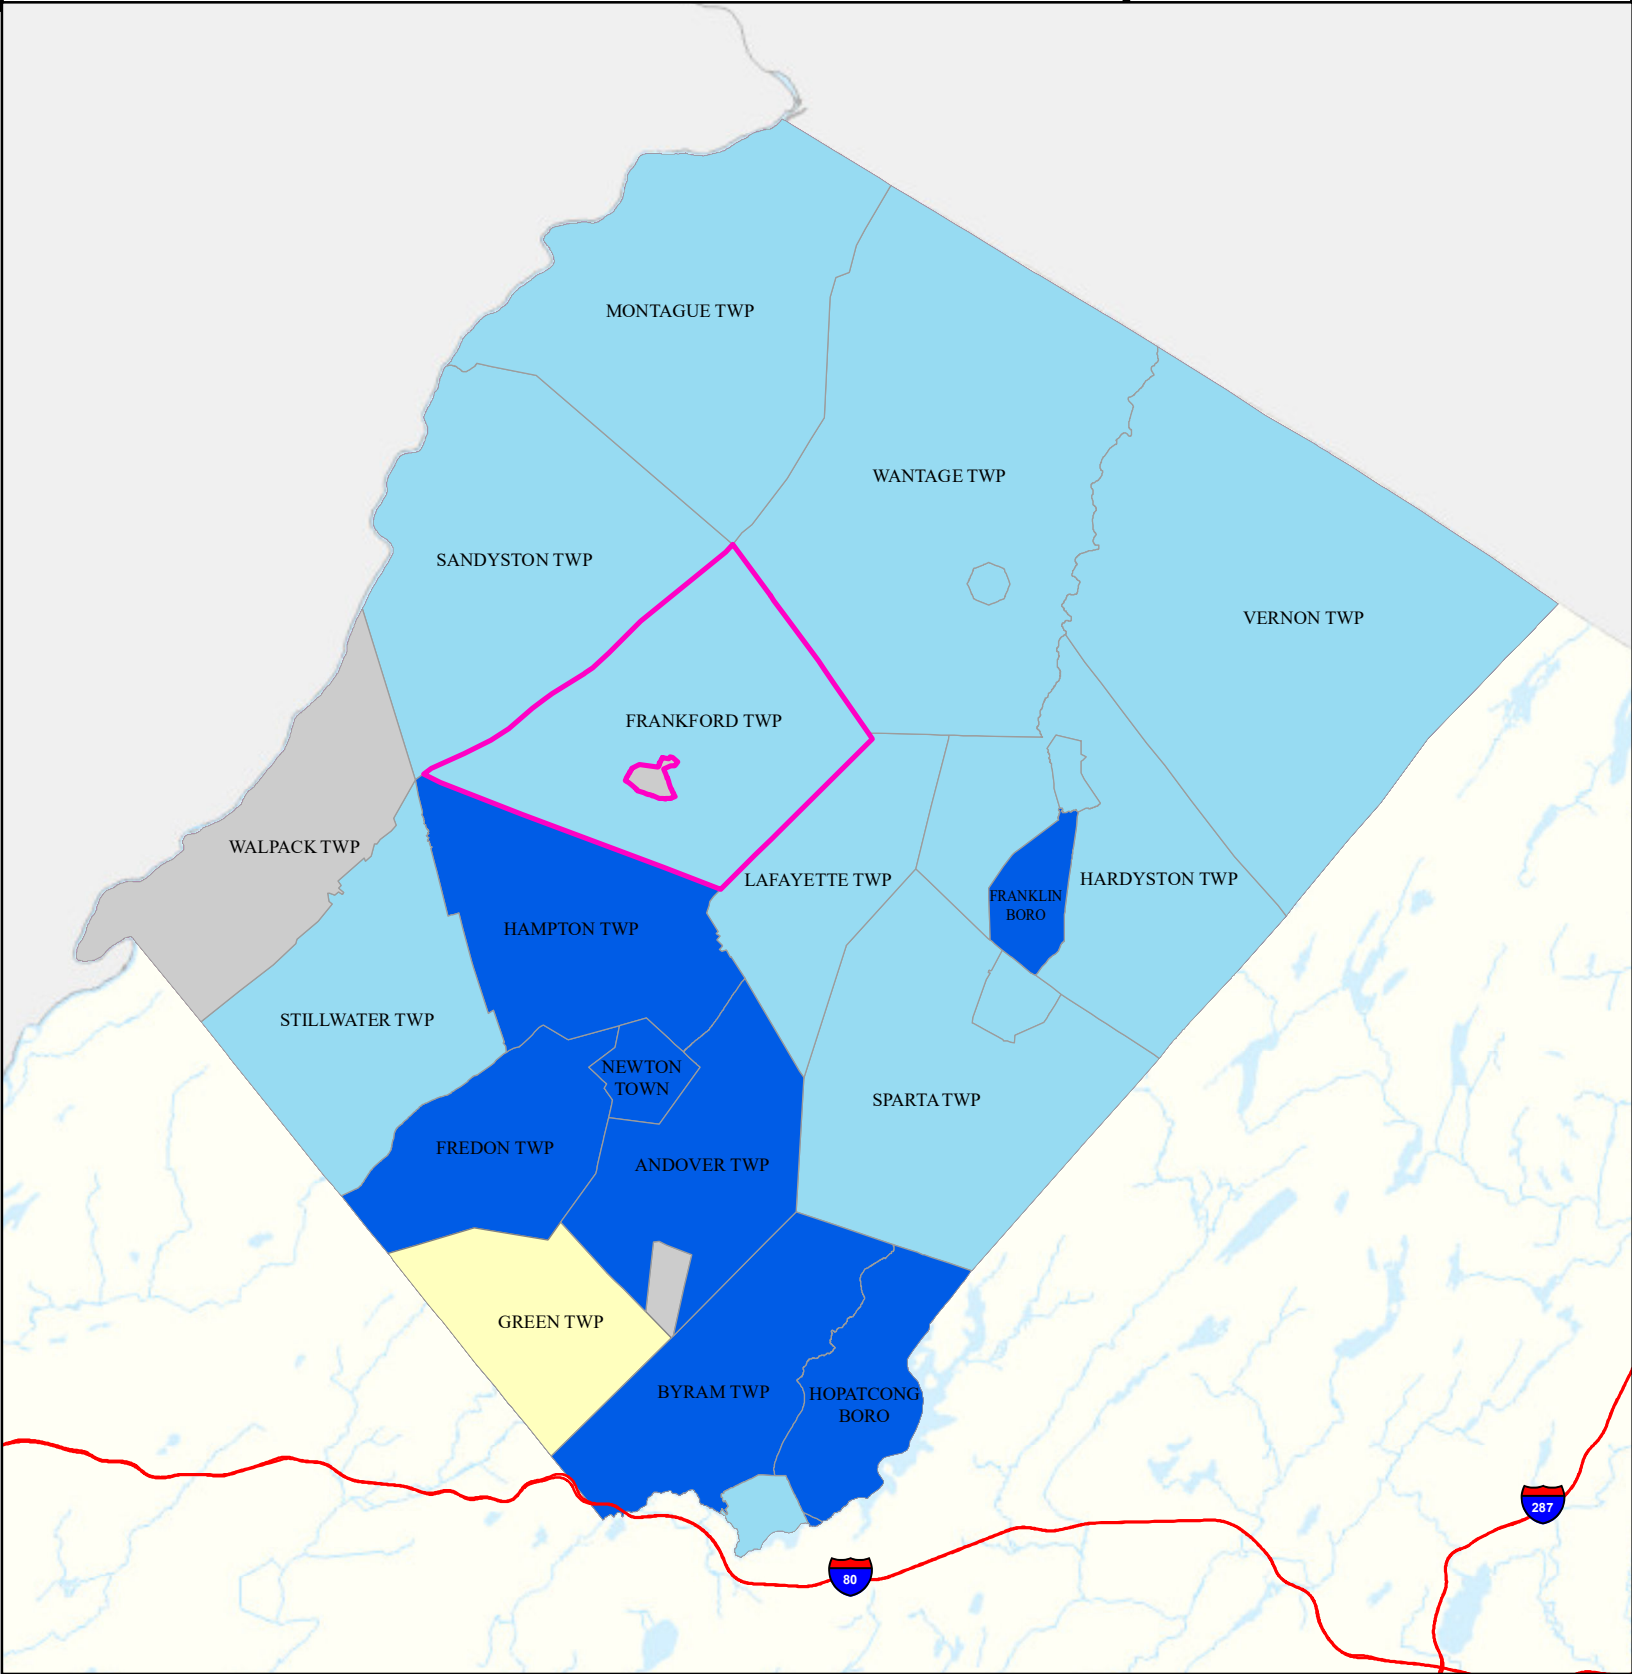 MONTAGUE TWP
WANTAGE TWP
SANDYSTON TWP
VERNON TWP
FRANKFORD TWP
WALPACK TWP
LAFAYETTE TWP
HARDYSTON TWP
FRANKLIN
BORO
HAMPTON TWP
STILLWATER TWP
NEWTON
TOWN
SPARTA TWP
FREDON TWP
ANDOVER TWP
GREEN TWP
BYRAM TWP
HOPATCONG
BORO
287
80